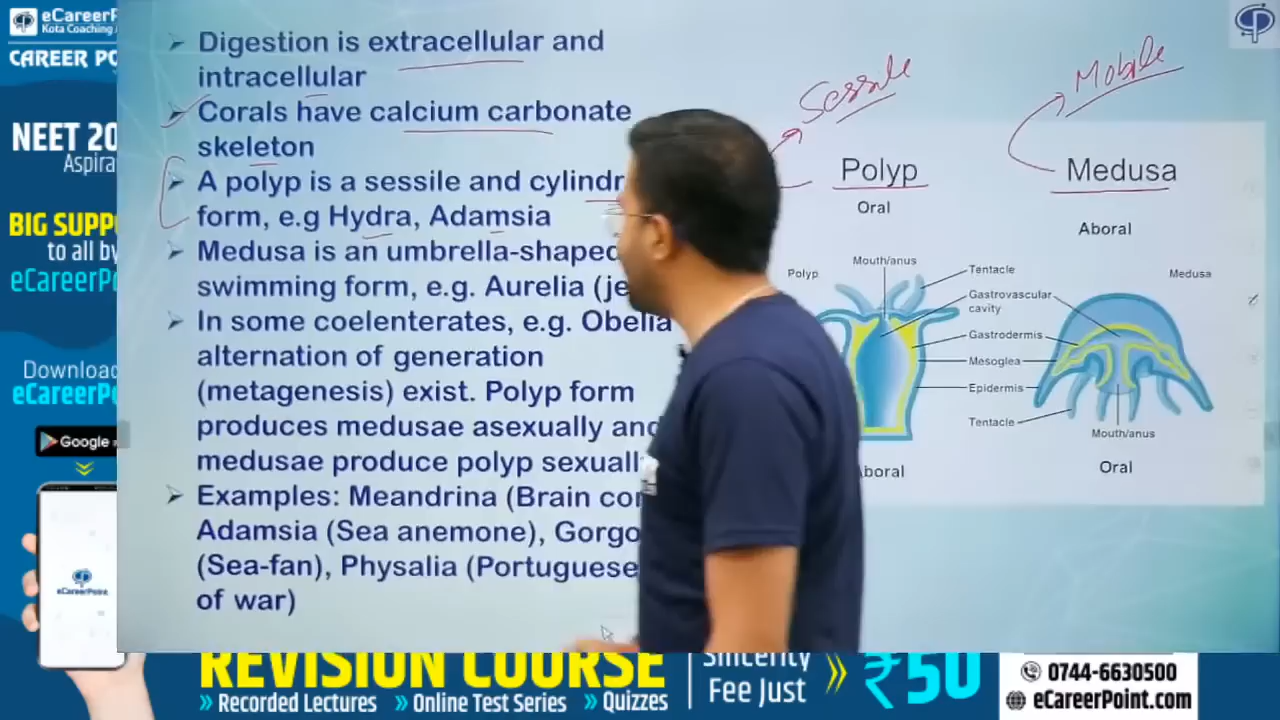 eCareerP
Kota Coaching
CAREER PO
NEET 20
Aspira
BIG SUPP
to all by
eCareerPo
Download
eCareerPo
Google
eCareerPoint
Digestion is extracellular and
intracellular
Corals have calcium carbonate
skeleton
A polyp is a sessile and cylindr
form, e.g Hydra, Adamsia
Medusa is an umbrella-shaped
swimming form, e.g. Aurelia (je
In some coelenterates, e.g. Obelia
alternation of generation
(metagenesis) exist. Polyp form
produces medusae asexually and
medusae produce polyp sexuall
Examples: Meandrina (Brain cor
Adamsia (Sea anemone), Gorgo
(Sea-fan), Physalia (Portuguese
of war)
Sessile
Mobile
Polyp
Medusa
Oral
Aboral
Polyp
Mouth/anus
Tentacle
Medusa
Gastrovascular
cavity
Gastrodermis
Mesoglea
Epidermis
Tentacle
Mouth/anus
Aboral
Oral
REVISION COURSE
» Recorded Lectures » Online Test Series » Quizzes
Sincerity
Fee Just
» ₹50
0744-6630500
eCareerPoint.com